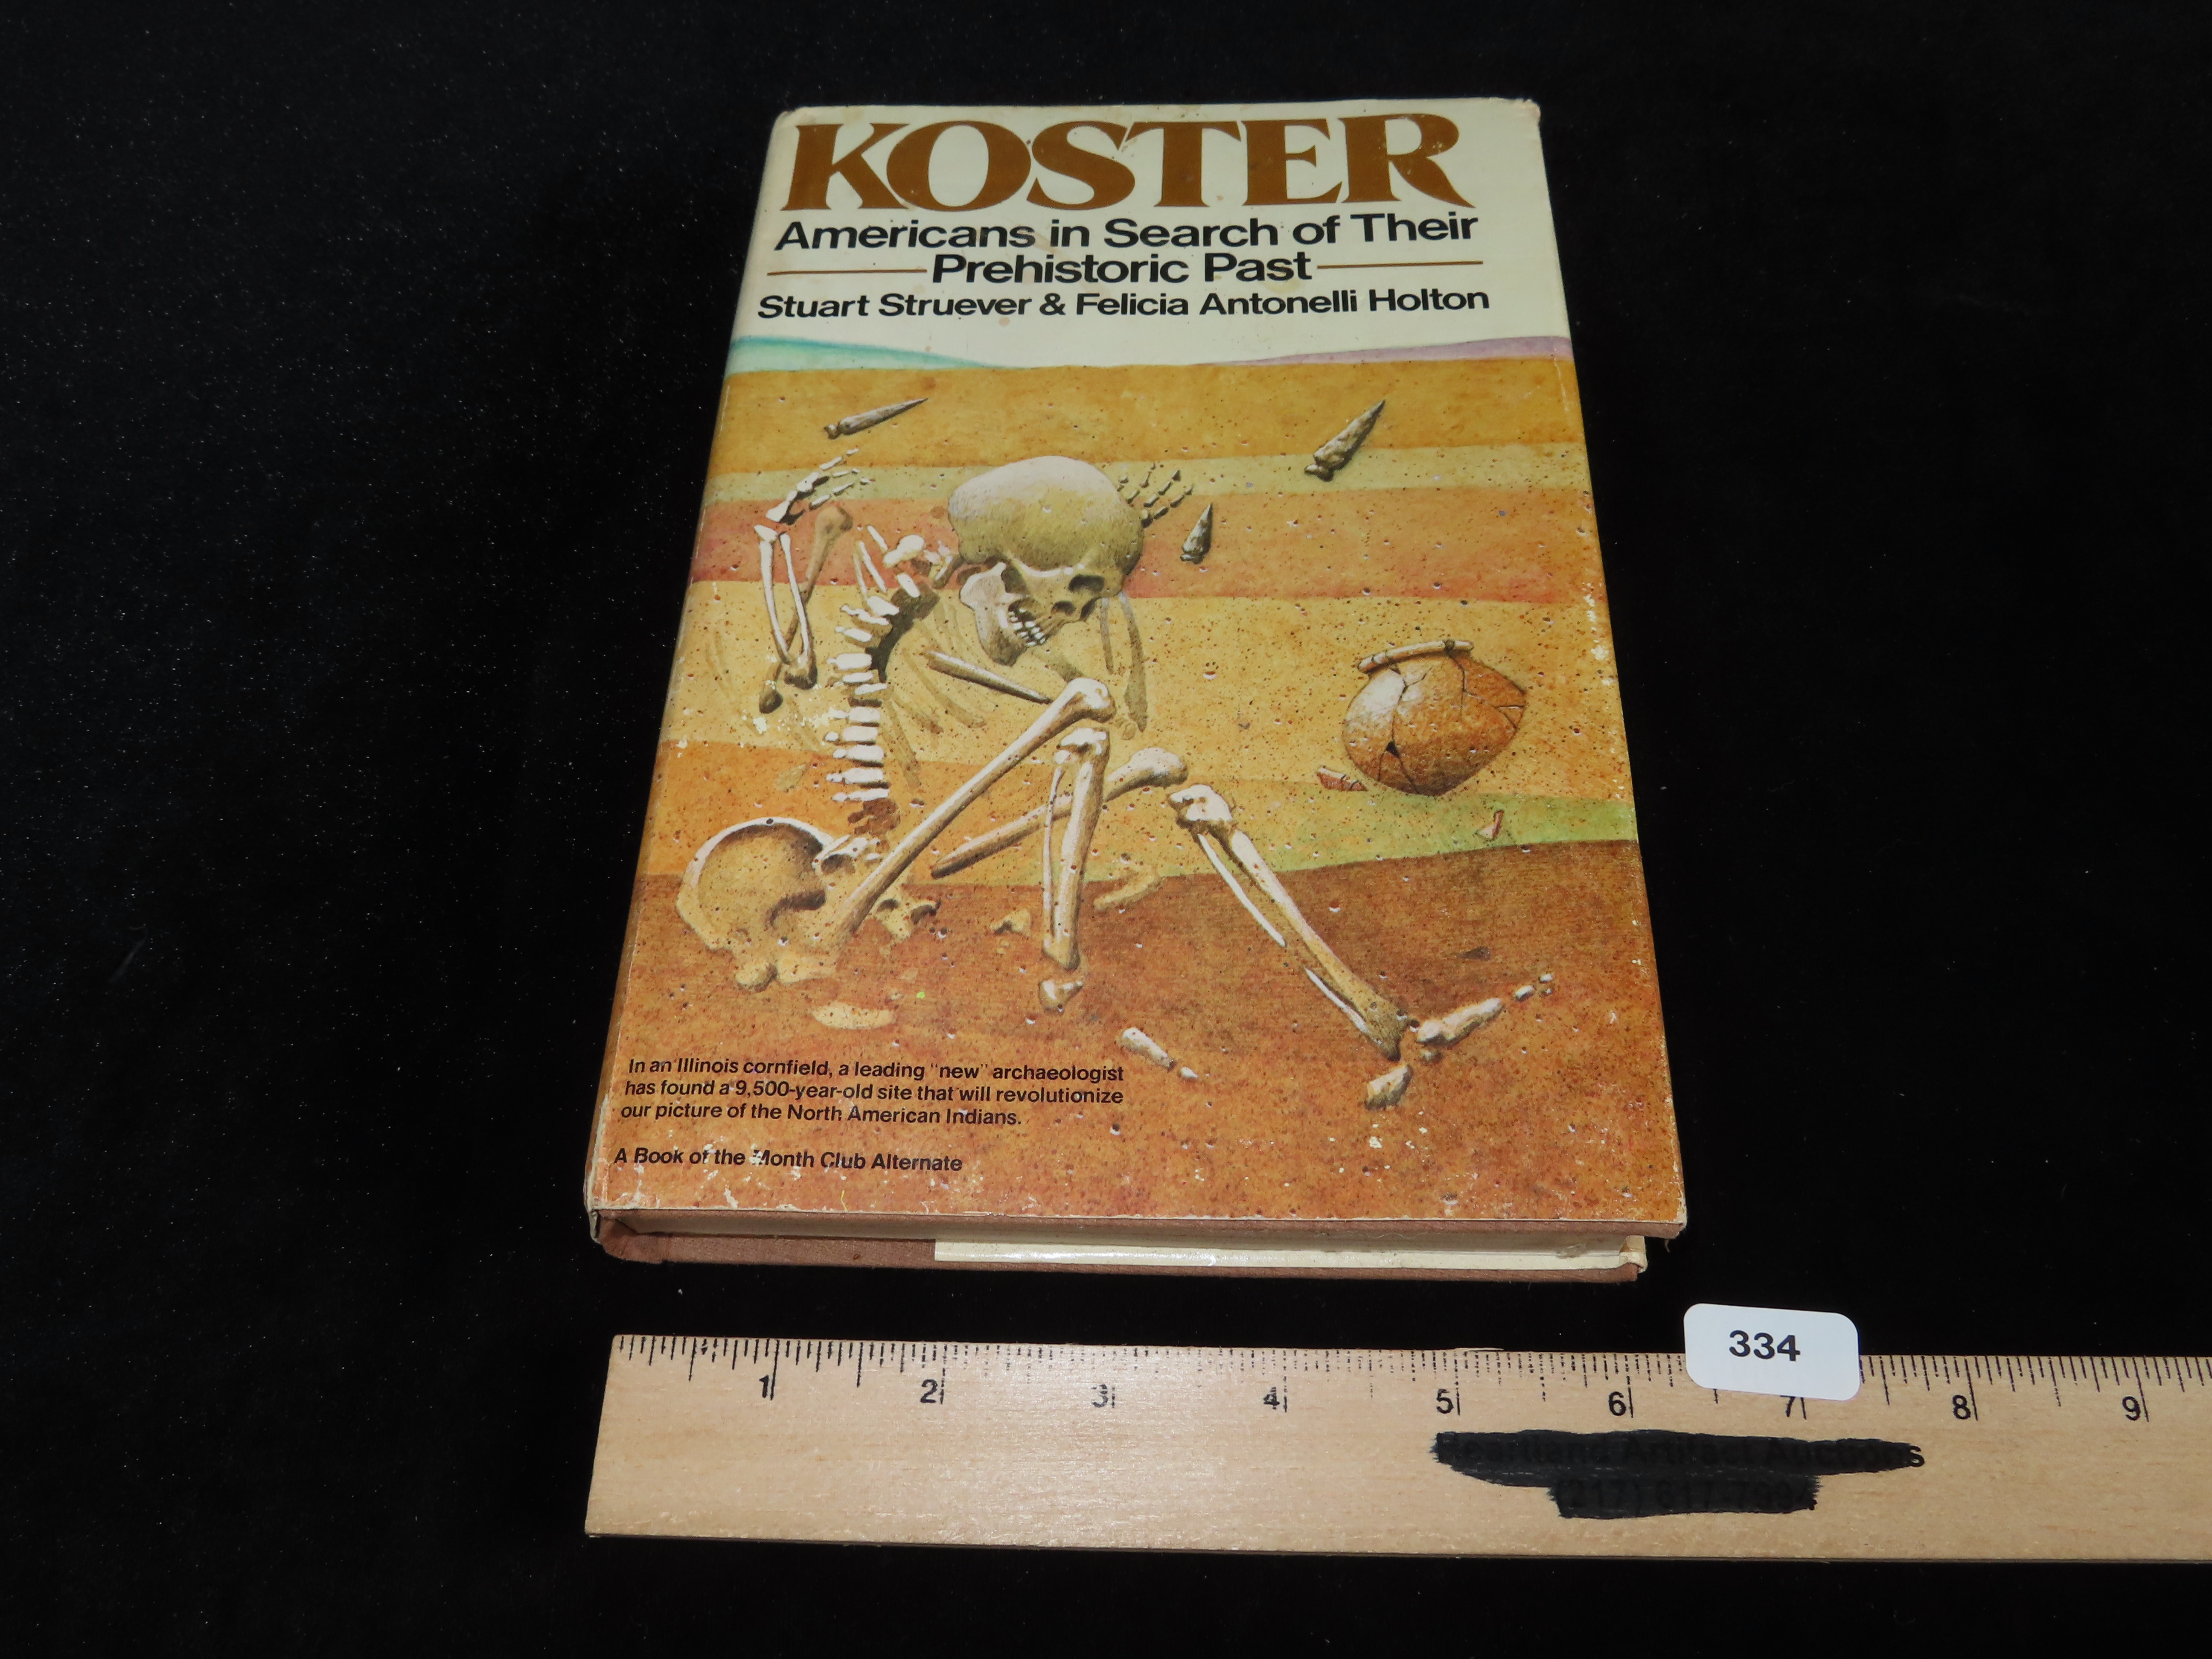 KOSTER
Americans in Search of Their
Prehistoric Past
Stuart Struever & Felicia Antonelli Holton
In an Illinois cornfield, a leading "new" archaeologist
has found a 9,500-year-old site that will revolutionize
our picture of the North American Indians.
A Book of the Month Club Alternate
334
1 2 3 4 5 6 7 8 9